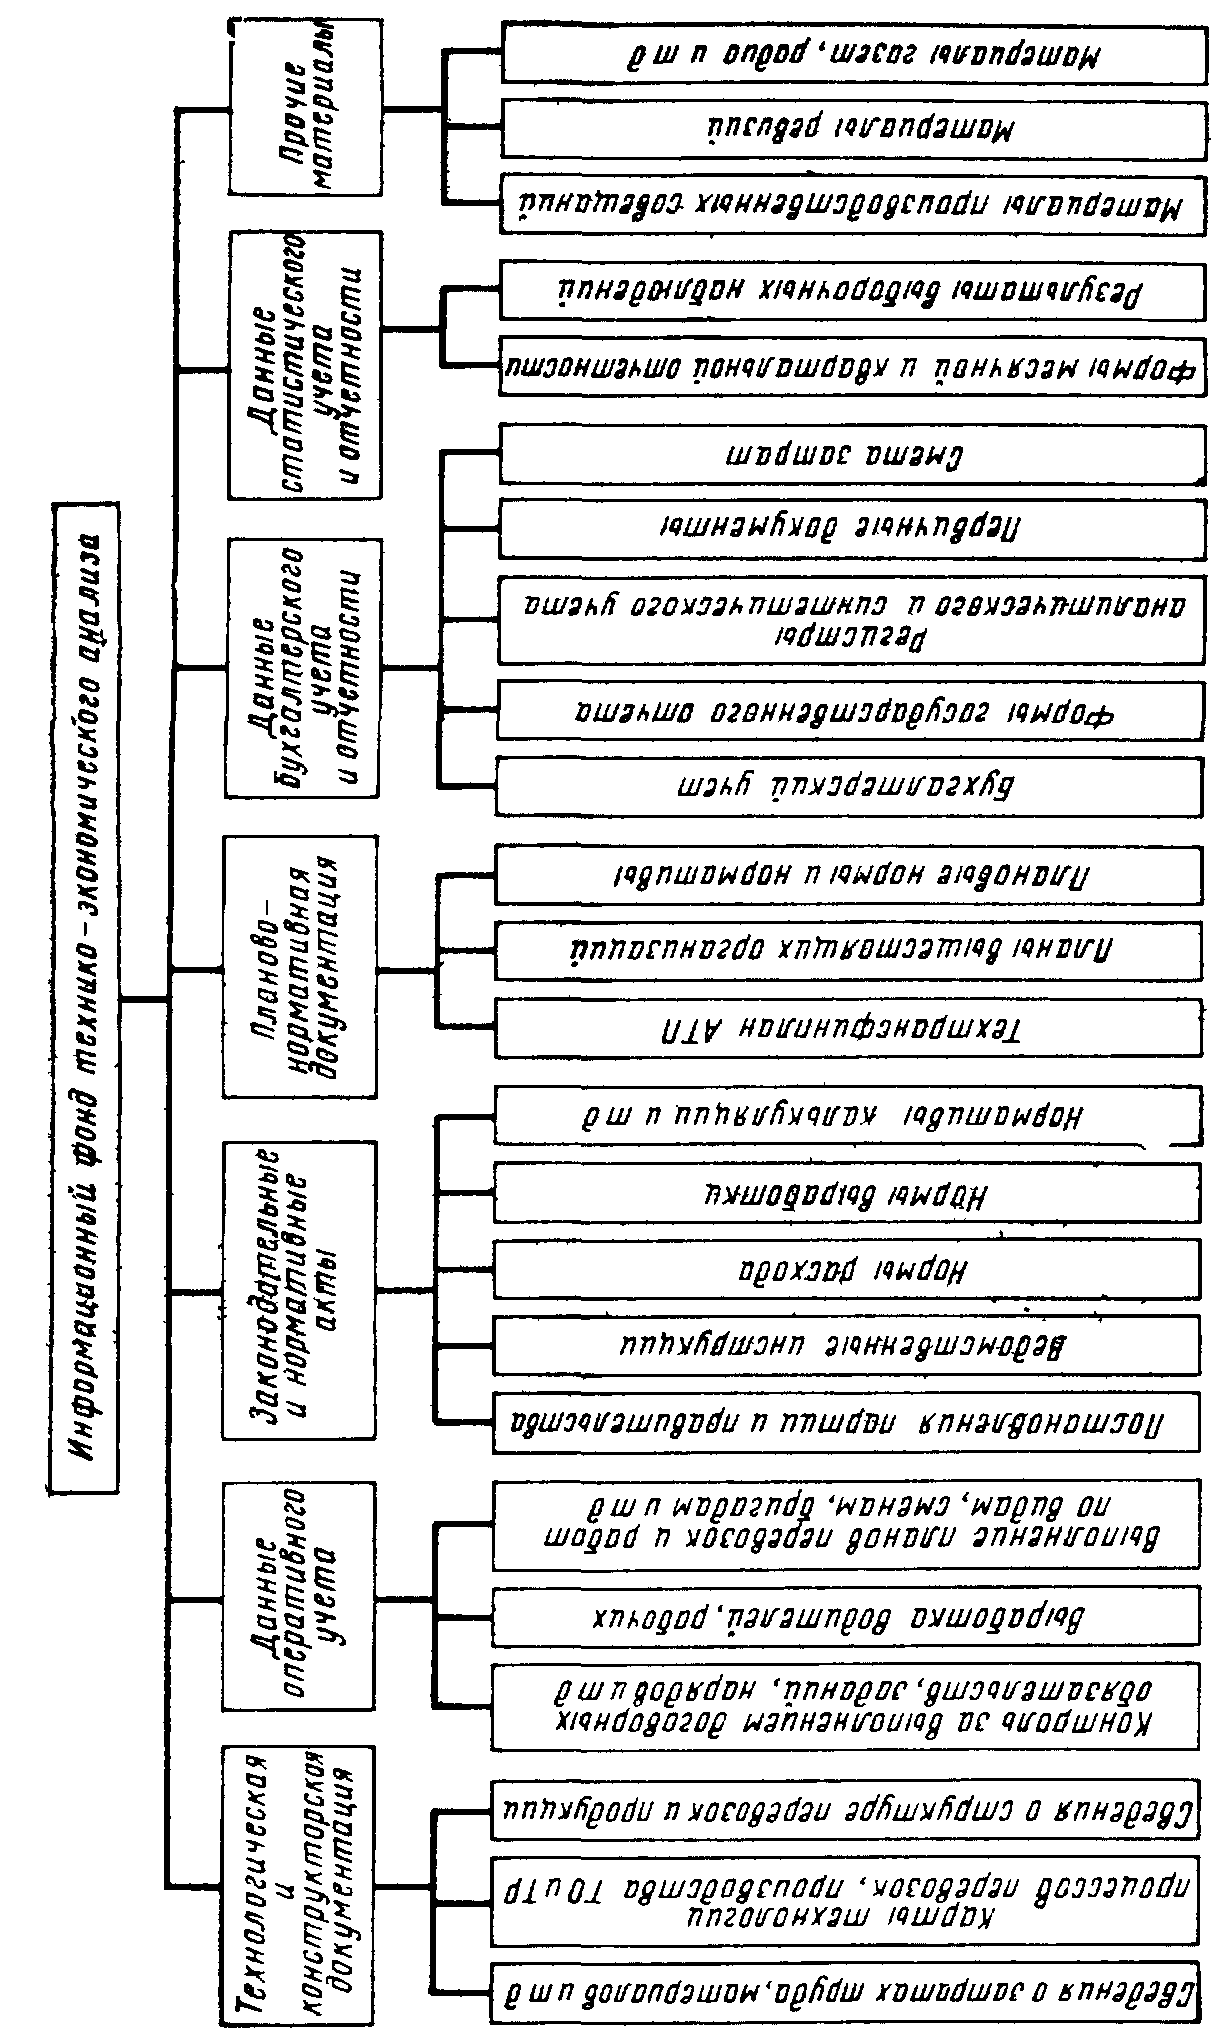 Информационный фонд технико-экономического анализа
Технологическая
и
конструкторская
документация
Сведения о затратах труда, материалов и т д
Карты технологии
процессов перевозок, производства ТО и ТР
Сведения о структуре перевозок и продукции
Данные
оперативного
учета
Контроль за выполнением договорных
обязательств, заданий, нарядов и т д
Выработка водителей, рабочих
Выполнение планов перевозок и работ
по видам, сменам, бригадам и т д
Законодательные
и нормативные
акты
Постановления партии и правительства
Ведомственные инструкции
Нормы расхода
Нормы выработки
Нормативы калькуляции и т д
Планово-
нормативная
документация
Техтрансфинплан АТП
Планы вышестоящих организаций
Плановые нормы и нормативы
Данные
бухгалтерского
учета
и отчетности
Бухгалтерский учет
Формы государственного отчета
Регистры
аналитического и синтетического учета
Первичные документы
Смета затрат
Данные
статистического
учета
и отчетности
Формы месячной и квартальной отчетности
Результаты выборочных наблюдений
Прочие
материалы
Материалы производственных совещаний
Материалы ревизий
Материалы газет, радио и т д